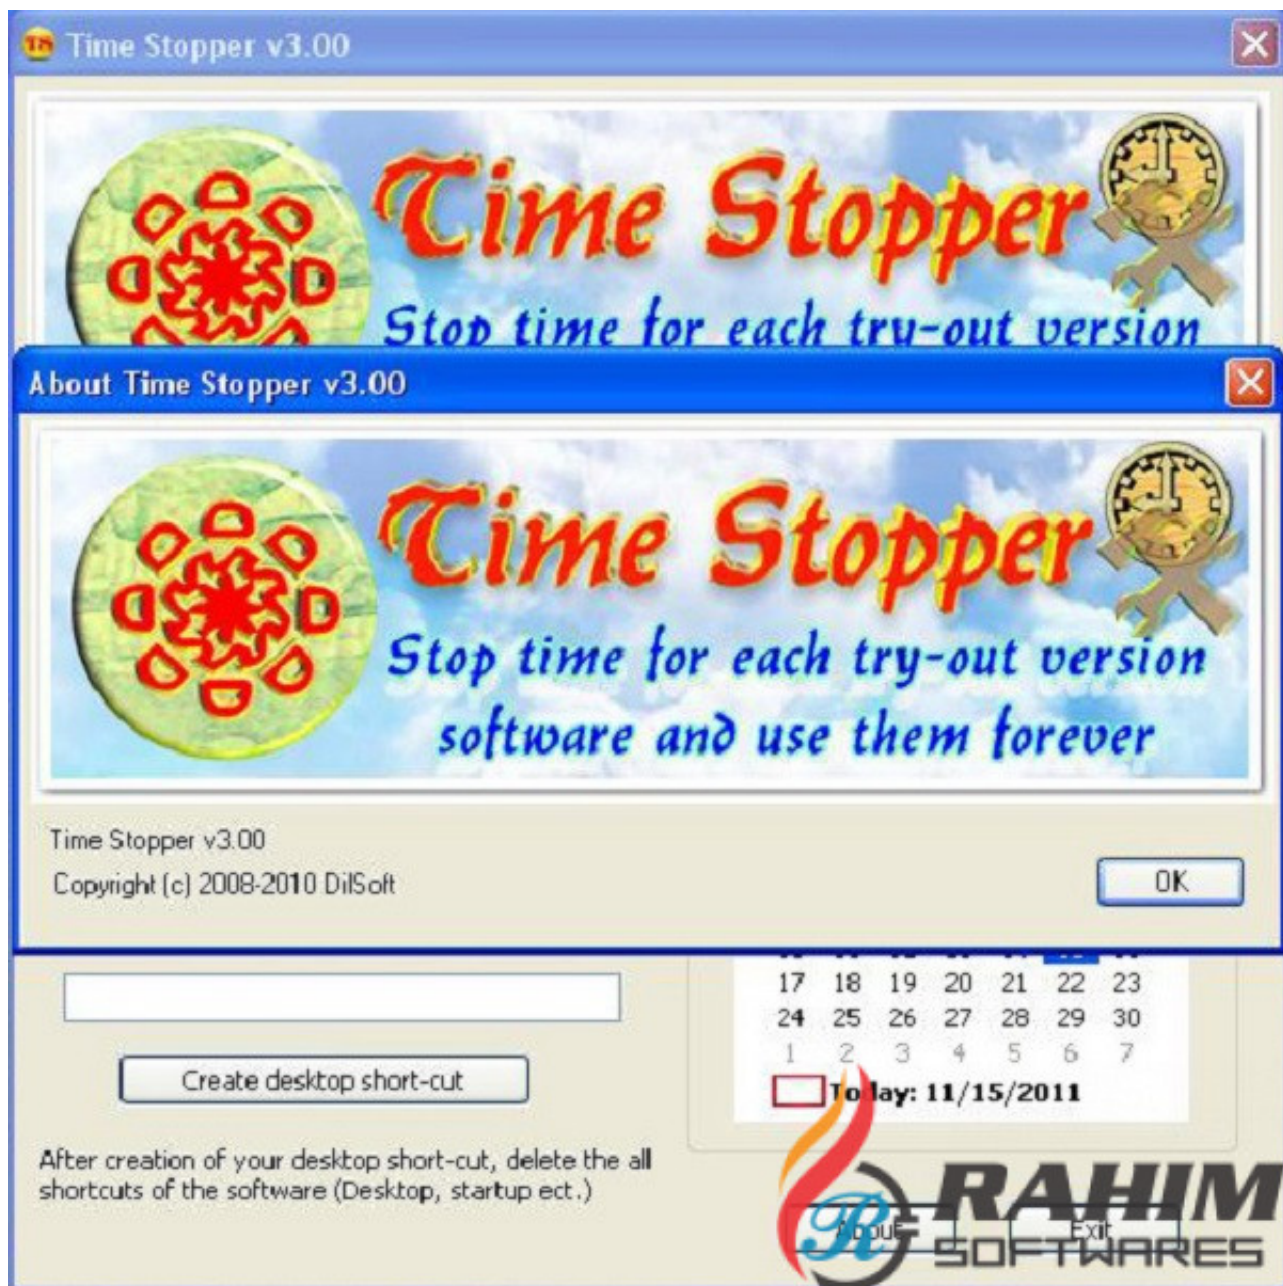 Time Stopper v3.00
Time Stopper
Stop time for each try-out version
About Time Stopper v3.00
Time Stopper
Stop time for each try-out version
software and use them forever
Time Stopper v3.00
Copyright (c) 2008-2010 DilSoft
OK
17 18 19 20 21 22 23
24 25 26 27 28 29 30
1 2 3 4 5 6 7
Today: 11/15/2011
Create desktop short-cut
After creation of your desktop short-cut, delete the all
shortcuts of the software (Desktop, startup ect.)
About
Exit
RAHIM
SOFTWARES